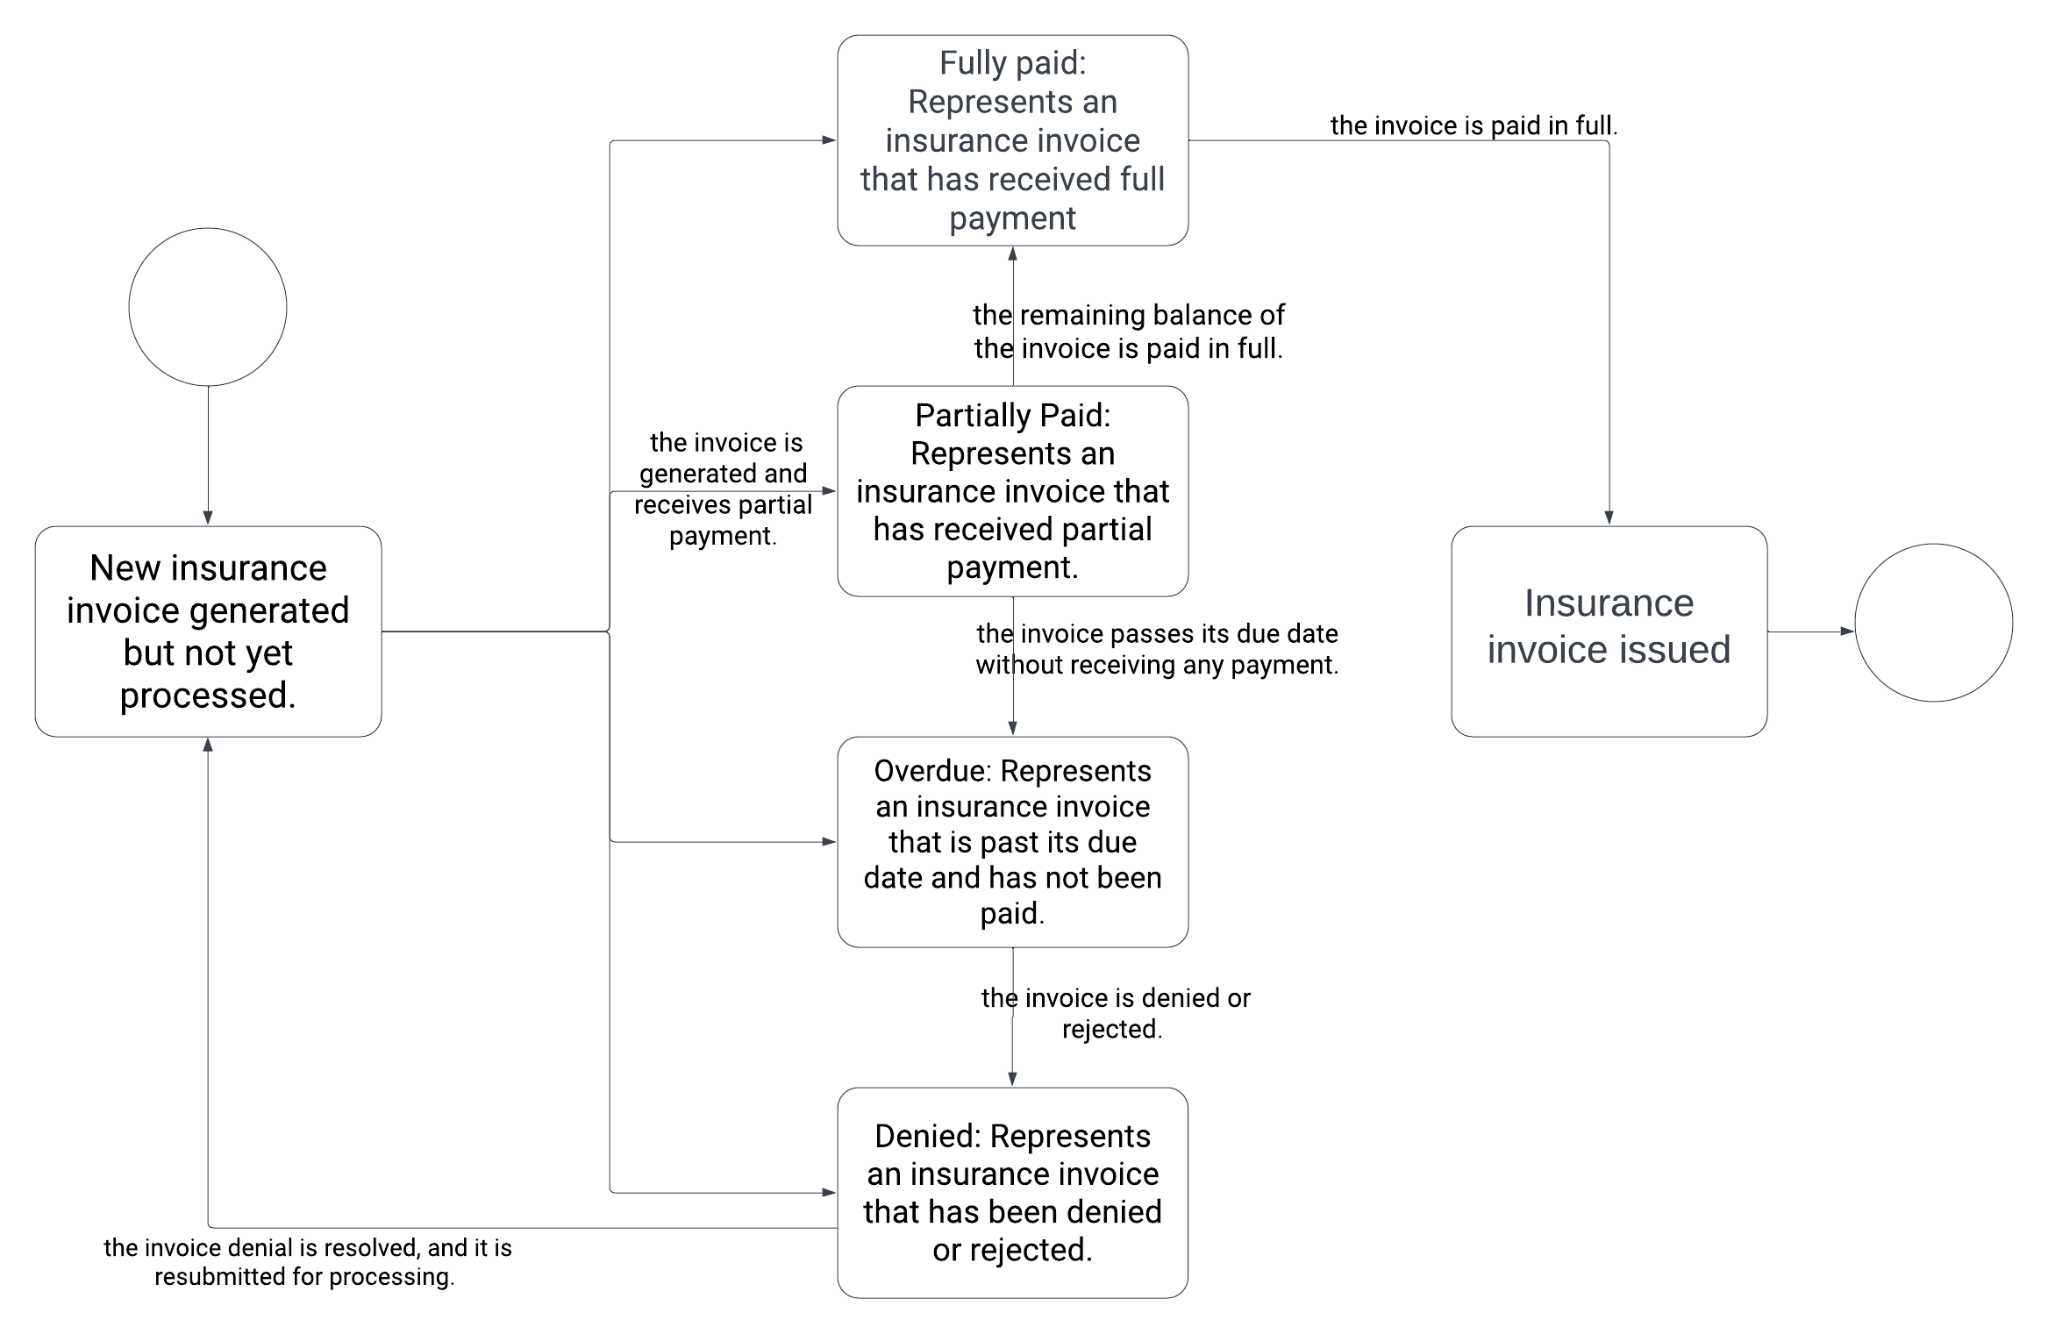 Fully paid:
Represents an
insurance invoice
that has received full
payment
the invoice is paid in full.
the remaining balance of
the invoice is paid in full.
the invoice is
generated and
receives partial
payment.
Partially Paid:
Represents an
insurance invoice that
has received partial
payment.
New insurance
invoice generated
but not yet
processed.
the invoice passes its due date
without receiving any payment.
Insurance
invoice issued
Overdue: Represents
an insurance invoice
that is past its due
date and has not been
paid.
the invoice is denied or
rejected.
Denied: Represents
an insurance invoice
that has been denied
or rejected.
the invoice denial is resolved, and it is
resubmitted for processing.